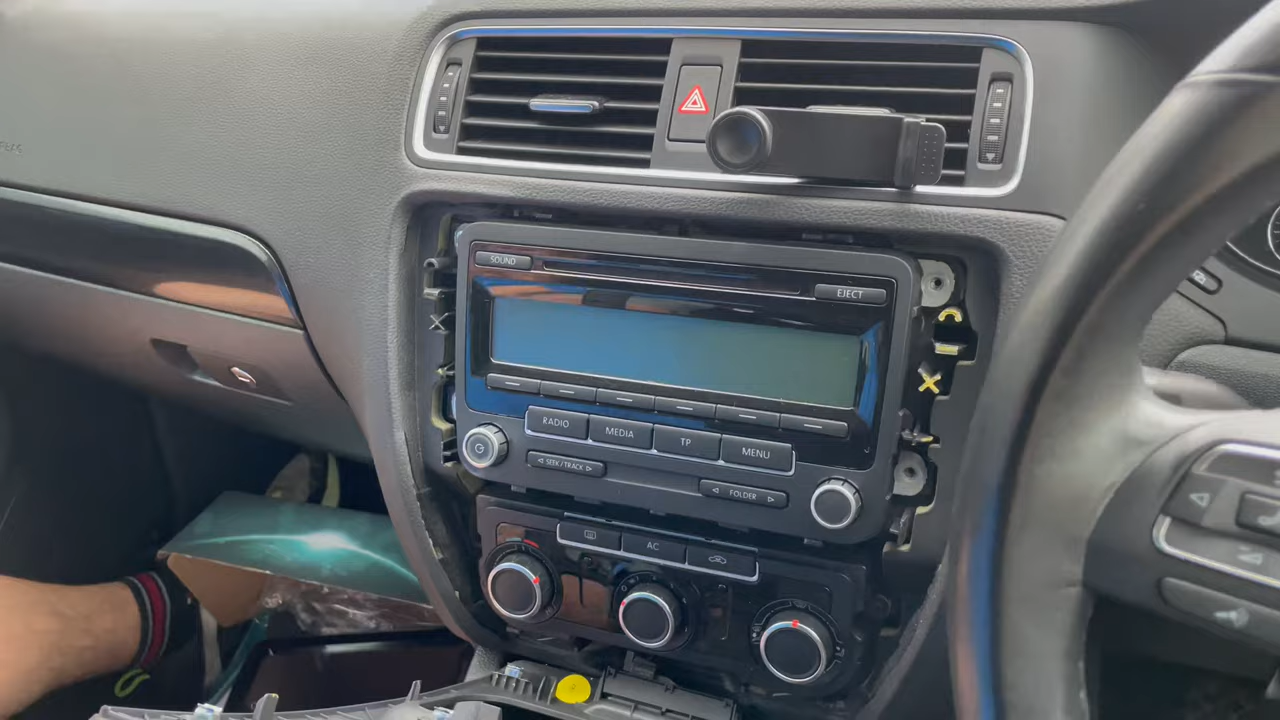 SOUND
EJECT
RADIO
MEDIA
TP
MENU
SEEK / TRACK
FOLDER
AC